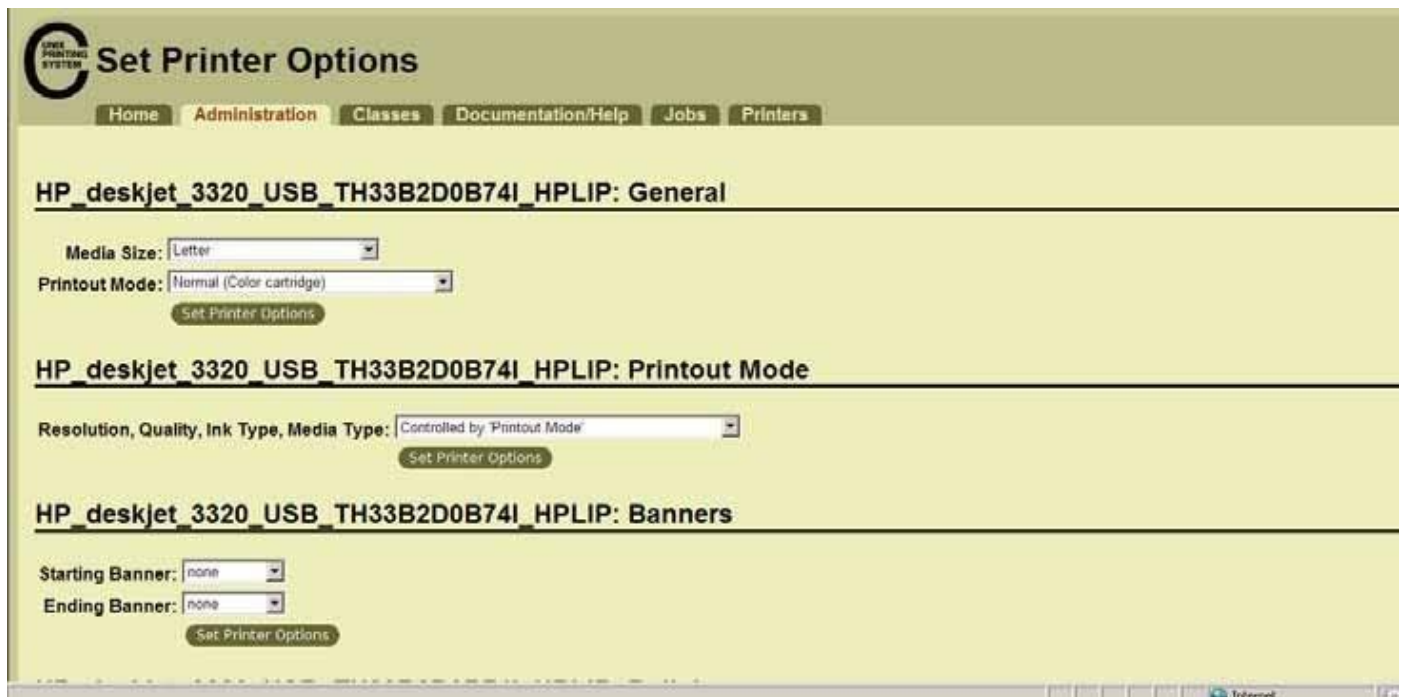 UNIX
PRINTING
SYSTEM
Set Printer Options
Home Administration Classes Documentation/Help Jobs Printers
HP_deskjet_3320_USB_TH33B2D0B74I_HPLIP: General
Media Size: Letter
Printout Mode: Normal (Color cartridge)
Set Printer Options
HP_deskjet_3320_USB_TH33B2D0B74I_HPLIP: Printout Mode
Resolution, Quality, Ink Type, Media Type: Controlled by 'Printout Mode'
Set Printer Options
HP_deskjet_3320_USB_TH33B2D0B74I_HPLIP: Banners
Starting Banner: none
Ending Banner: none
Set Printer Options
Internet